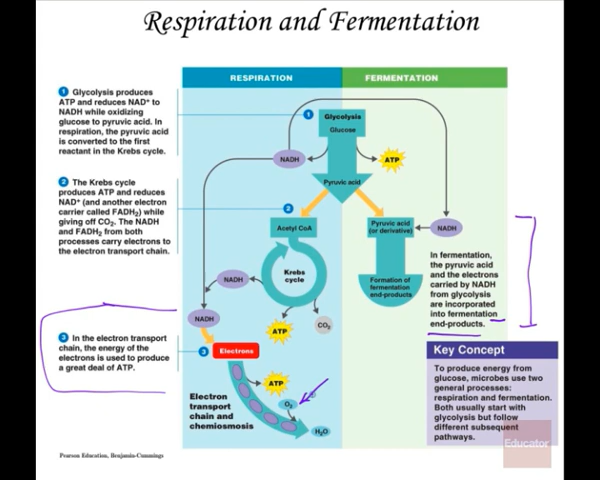 Respiration and Fermentation
RESPIRATION
FERMENTATION
1 Glycolysis produces
ATP and reduces NAD+ to
NADH while oxidizing
glucose to pyruvic acid. In
respiration, the pyruvic acid
is converted to the first
reactant in the Krebs cycle.
1
Glycolysis
Glucose
NADH
ATP
Pyruvic acid
2 The Krebs cycle
produces ATP and reduces
NAD+ (and another electron
carrier called FADH2) while
giving off CO2. The NADH
and FADH2 from both
processes carry electrons to
the electron transport chain.
2
Acetyl CoA
Pyruvic acid
(or derivative)
NADH
Krebs
cycle
NADH
Formation of
fermentation
end-products
In fermentation,
the pyruvic acid
and the electrons
carried by NADH
from glycolysis
are incorporated
into fermentation
end-products.
NADH
ATP
CO2
3 In the electron transport
chain, the energy of the
electrons is used to produce
a great deal of ATP.
3
Electrons
ATP
O2
H2O
Electron
transport
chain and
chemiosmosis
Key Concept
To produce energy from
glucose, microbes use two
general processes:
respiration and fermentation.
Both usually start with
glycolysis but follow
different subsequent
pathways.
Educator
Pearson Education, Benjamin-Cummings